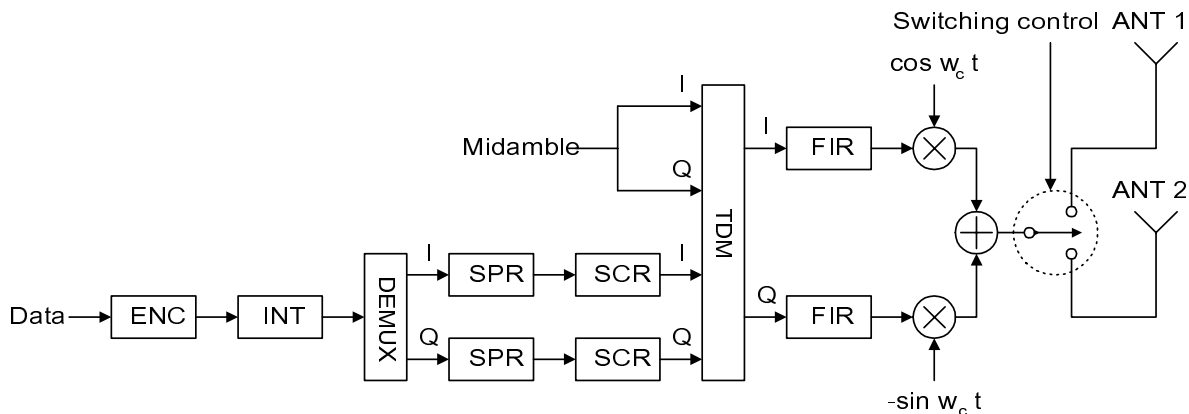 Switching control ANT 1
cos w_c t
I
Midamble
I
FIR
Q
ANT 2
TDM
I
SPR
SCR
I
DEMUX
Data
ENC
INT
Q
FIR
Q
SPR
SCR
Q
-sin w_c t